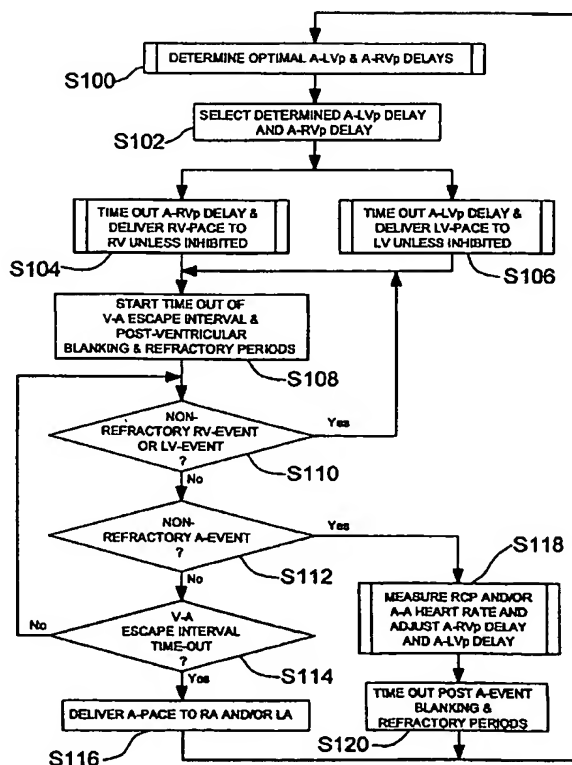 DETERMINE OPTIMAL A-LVp & A-RVp DELAYS
S100
SELECT DETERMINED A-LVp DELAY
AND A-RVp DELAY
S102
TIME OUT A-RVp DELAY &
DELIVER RV-PACE TO
RV UNLESS INHIBITED
S104
TIME OUT A-LVp DELAY &
DELIVER LV-PACE TO
LV UNLESS INHIBITED
S106
START TIME OUT OF
V-A ESCAPE INTERVAL &
POST-VENTRICULAR
BLANKING & REFRACTORY PERIODS
S108
NON-
REFRACTORY RV-EVENT
OR LV-EVENT
?
Yes
S110
No
NON-
REFRACTORY A-EVENT
?
Yes
S112
No
S118
MEASURE RCP AND/OR
A-A HEART RATE AND
ADJUST A-RVp DELAY
AND A-LVp DELAY
V-A
ESCAPE INTERVAL
TIME-OUT
?
No
S114
Yes
TIME OUT POST A-EVENT
BLANKING &
REFRACTORY PERIODS
S120
DELIVER A-PACE TO RA AND/OR LA
S116